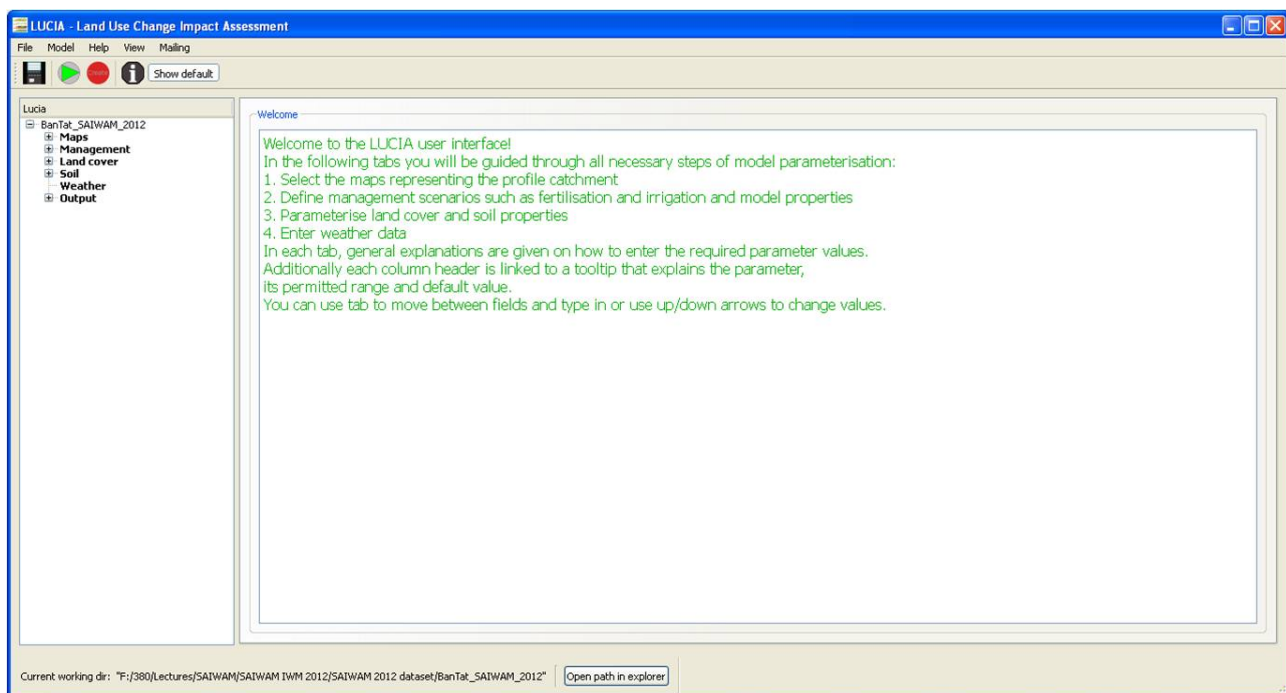 LUCIA - Land Use Change Impact Assessment
File Model Help View Mailing
Create Show default
Lucia
BanTat_SAIWAM_2012
Maps
Management
Land cover
Soil
Weather
Output
Welcome
Welcome to the LUCIA user interface!
In the following tabs you will be guided through all necessary steps of model parameterisation:
1. Select the maps representing the profile catchment
2. Define management scenarios such as fertilisation and irrigation and model properties
3. Parameterise land cover and soil properties
4. Enter weather data
In each tab, general explanations are given on how to enter the required parameter values.
Additionally each column header is linked to a tooltip that explains the parameter,
its permitted range and default value.
You can use tab to move between fields and type in or use up/down arrows to change values.
Current working dir: "F:/380/Lectures/SAIWAM/SAIWAM IWM 2012/SAIWAM 2012 dataset/BanTat_SAIWAM_2012" Open path in explorer